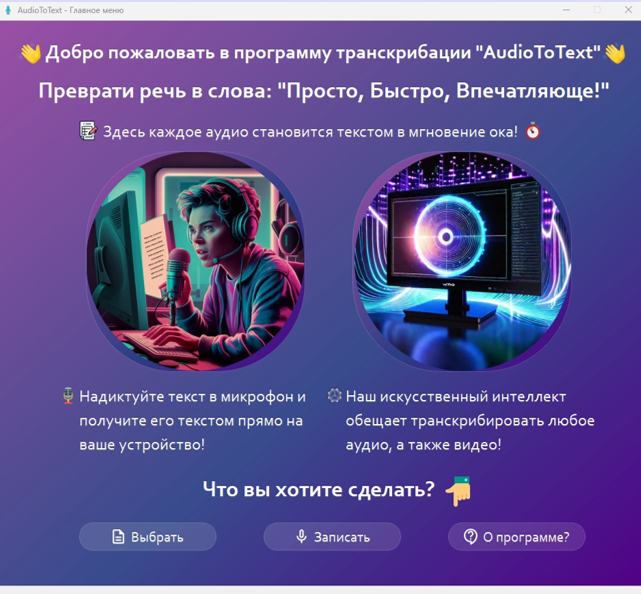 AudioToText - Главное меню
Добро пожаловать в программу транскрибации "AudioToText"
Преврати речь в слова: "Просто, Быстро, Впечатляюще!"
Здесь каждое аудио становится текстом в мгновение ока!
Надиктуйте текст в микрофон и
получите его текстом прямо на
ваше устройство!
Наш искусственный интеллект
обещает транскрибировать любое
аудио, а также видео!
Что вы хотите сделать?
Выбрать
Записать
О программе?